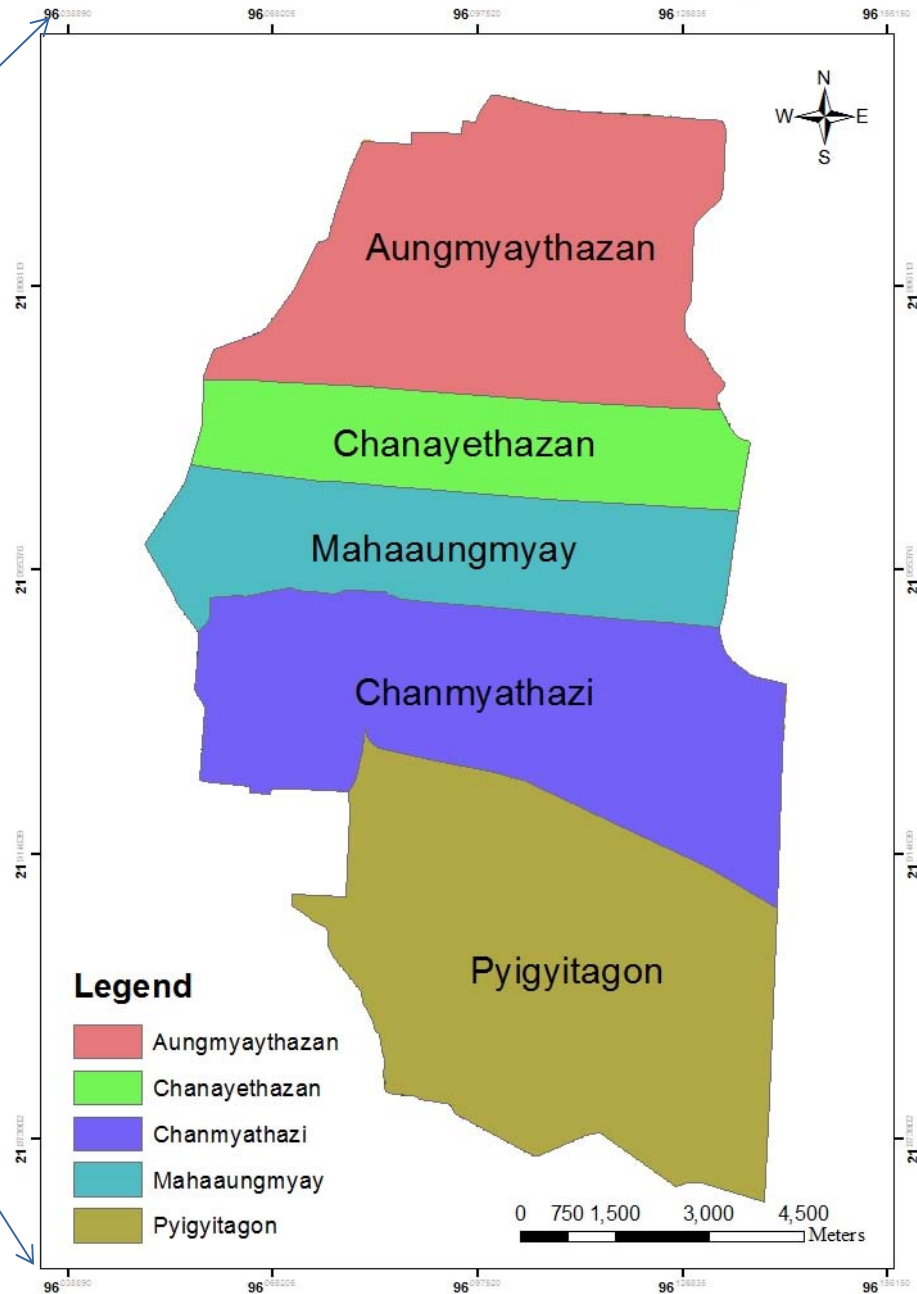 96 96 96 96 96
N
W E
S
Aungmyaythazan
21 21
Chanayethazan
Mahaaungmyay
21 21
Chanmyathazi
21 21
Pyigyitagon
Legend
Aungmyaythazan
Chanayethazan
Chanmyathazi
21 21
Mahaaungmyay
Pyigyitagon
0 750 1,500 3,000 4,500
Meters
96 96 96 96 96